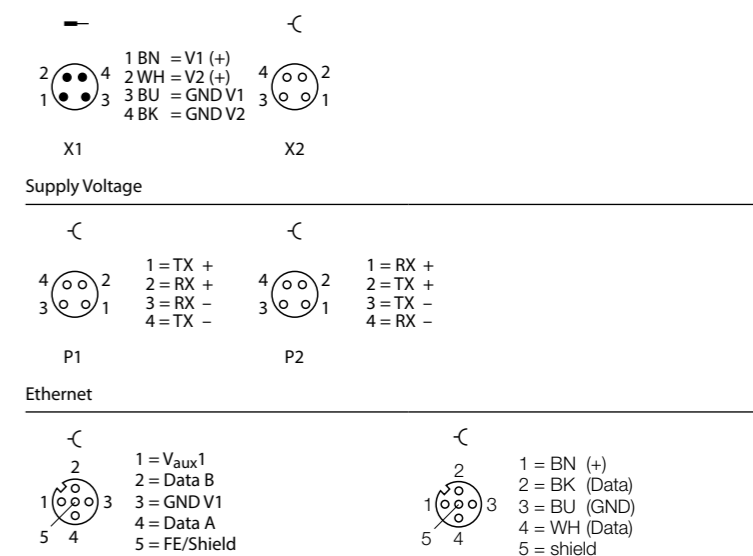 1 BN = V1 (+)
2 WH = V2 (+)
3 BU = GND V1
4 BK = GND V2
2 4
1 3
4 2
3 1
X1 X2
Supply Voltage
1 = TX +
2 = RX +
3 = RX –
4 = TX –
4 2
3 1
1 = RX +
2 = TX +
3 = TX –
4 = RX –
4 2
3 1
P1 P2
Ethernet
2
1 3
5 4
1 = Vaux1
2 = Data B
3 = GND V1
4 = Data A
5 = FE/Shield
2
1 3
5 4
1 = BN (+)
2 = BK (Data)
3 = BU (GND)
4 = WH (Data)
5 = shield